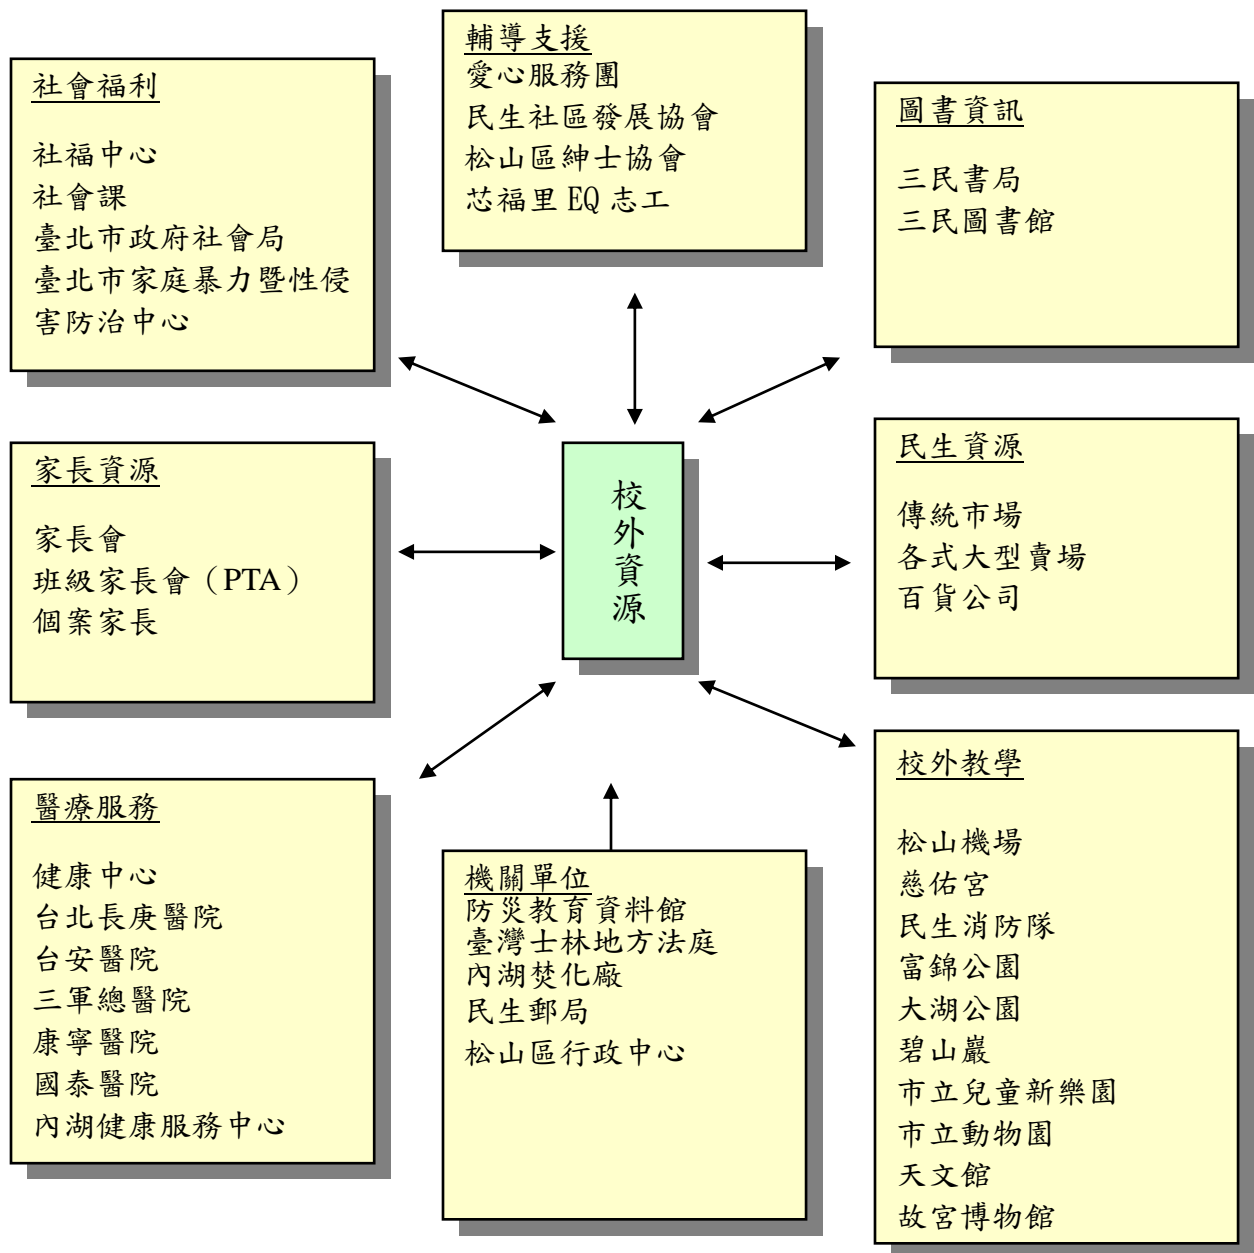 輔導支援
愛心服務團
民生社區發展協會
松山區紳士協會
芯福里 EQ 志工
社會福利
社福中心
社會課
臺北市政府社會局
臺北市家庭暴力暨性侵
害防治中心
圖書資訊
三民書局
三民圖書館
家長資源
家長會
班級家長會（PTA）
個案家長
校
外
資
源
民生資源
傳統市場
各式大型賣場
百貨公司
醫療服務
健康中心
台北長庚醫院
台安醫院
三軍總醫院
康寧醫院
國泰醫院
內湖健康服務中心
機關單位
防災教育資料館
臺灣士林地方法庭
內湖焚化廠
民生郵局
松山區行政中心
校外教學
松山機場
慈佑宮
民生消防隊
富錦公園
大湖公園
碧山巖
市立兒童新樂園
市立動物園
天文館
故宮博物館